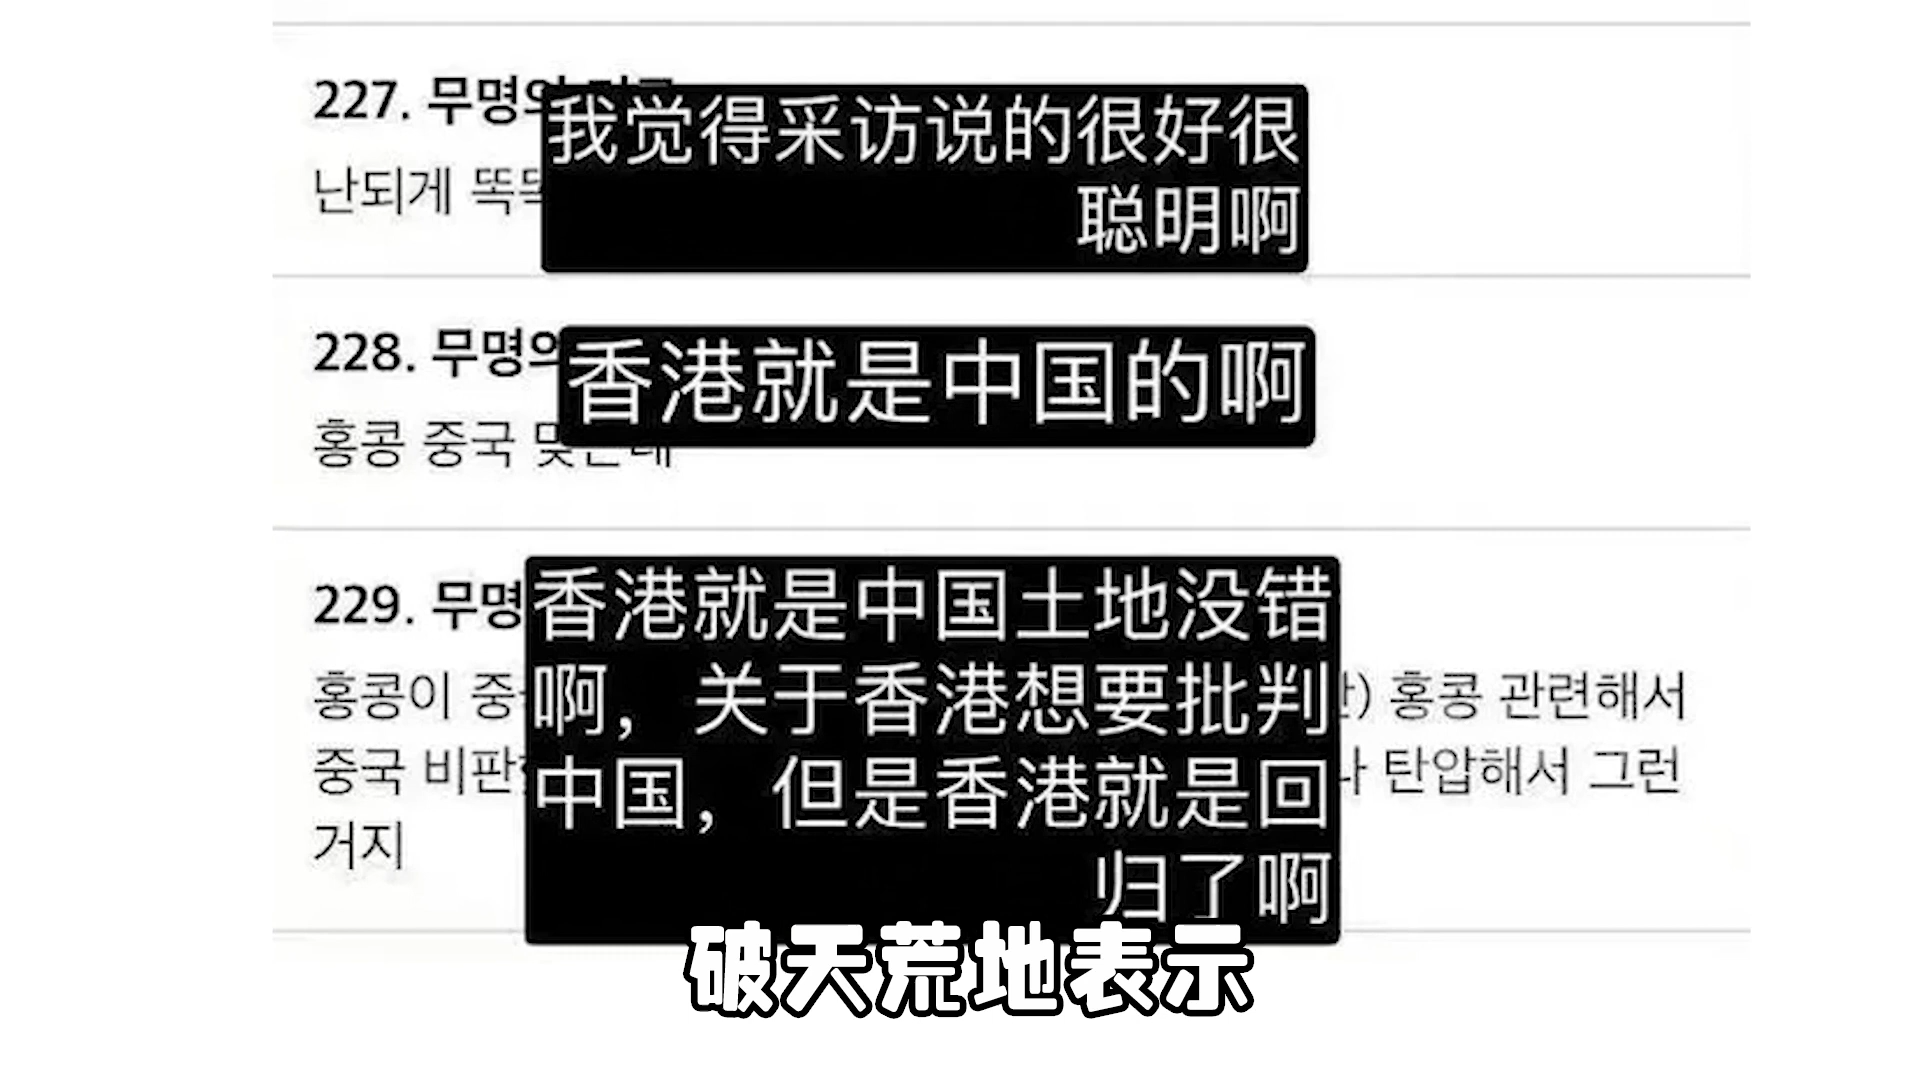 227. 무명의
我觉得采访说的很好很
聪明啊
난되게 똑똑
228. 무명의
香港就是中国的啊
홍콩 중국 맞는데
229. 무명
香港就是中国土地没错
啊，关于香港想要批判
中国，但是香港就是回
归了啊
홍콩이 중 홍콩 관련해서
중국 비판 탄압해서 그런
거지
破天荒地表示